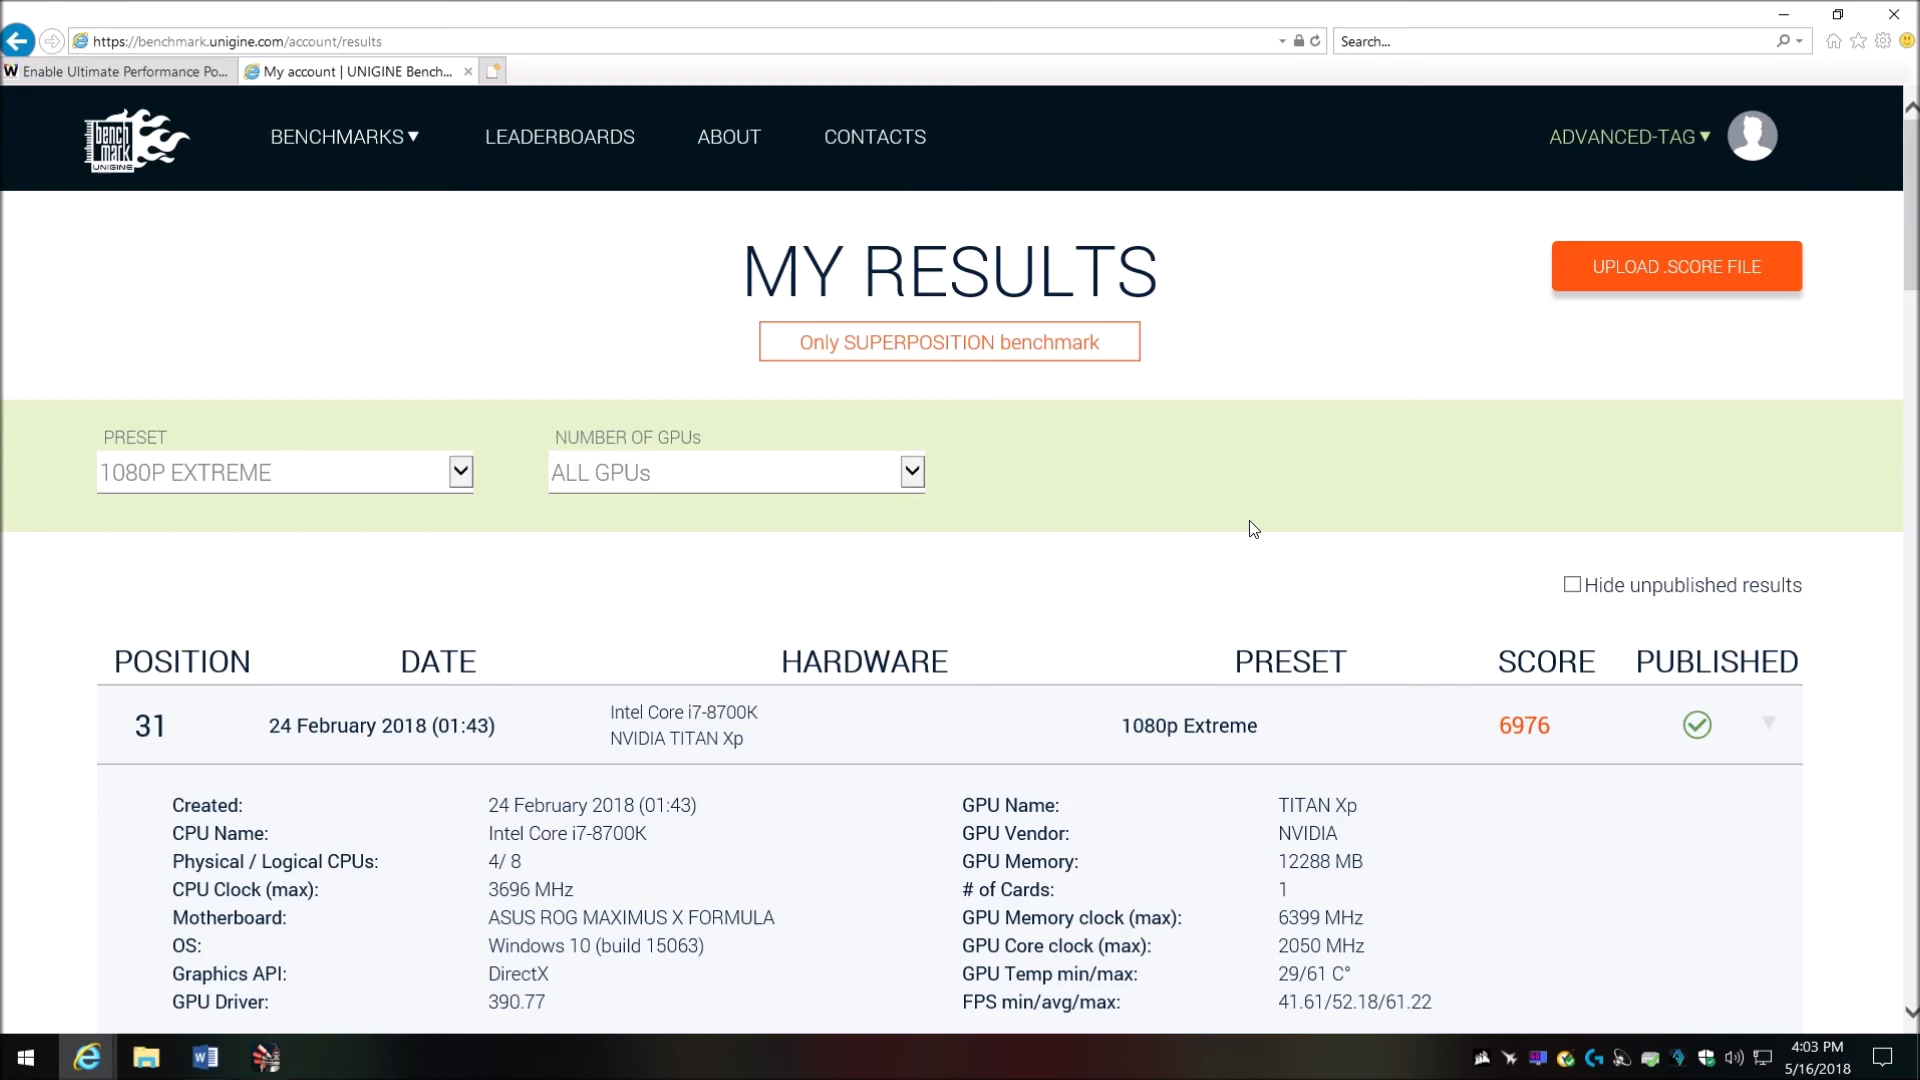 https://benchmark.unigine.com/account/results
Search...
Enable Ultimate Performance Po...
My account | UNIGINE Bench...
bench mark UNIGINE
BENCHMARKS▼
LEADERBOARDS
ABOUT
CONTACTS
ADVANCED-TAG▼
MY RESULTS
UPLOAD .SCORE FILE
Only SUPERPOSITION benchmark
PRESET
NUMBER OF GPUs
1080P EXTREME
ALL GPUs
Hide unpublished results
POSITION DATE HARDWARE PRESET SCORE PUBLISHED
31 24 February 2018 (01:43) Intel Core i7-8700K 1080p Extreme 6976
NVIDIA TITAN Xp
Created: 24 February 2018 (01:43) GPU Name: TITAN Xp
CPU Name: Intel Core i7-8700K GPU Vendor: NVIDIA
Physical / Logical CPUs: 4/ 8 GPU Memory: 12288 MB
CPU Clock (max): 3696 MHz # of Cards: 1
Motherboard: ASUS ROG MAXIMUS X FORMULA GPU Memory clock (max): 6399 MHz
OS: Windows 10 (build 15063) GPU Core clock (max): 2050 MHz
Graphics API: DirectX GPU Temp min/max: 29/61 C°
GPU Driver: 390.77 FPS min/avg/max: 41.61/52.18/61.22
4:03 PM
5/16/2018